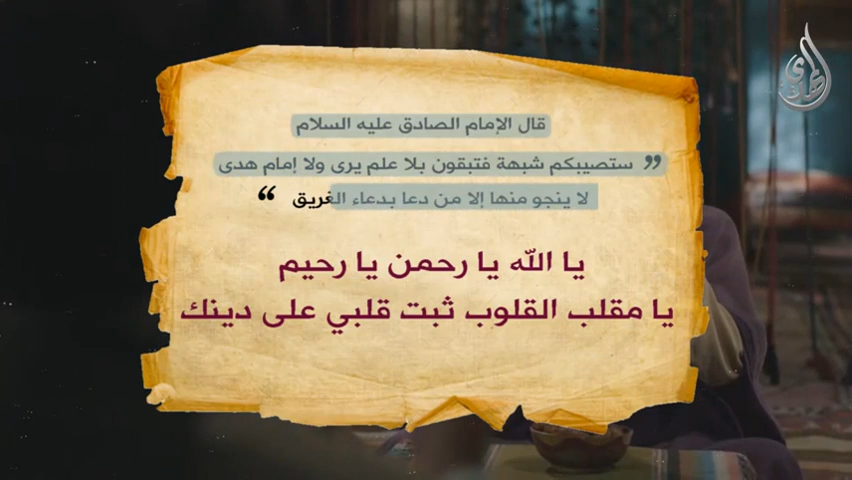 قال الإمام الصادق عليه السلام
” ستصيبكم شبهة فتبقون بلا علم يرى ولا إمام هدى
لا ينجو منها إلا من دعا بدعاء الغريق “
يا الله يا رحمن يا رحيم
يا مقلب القلوب ثبت قلبي على دينك